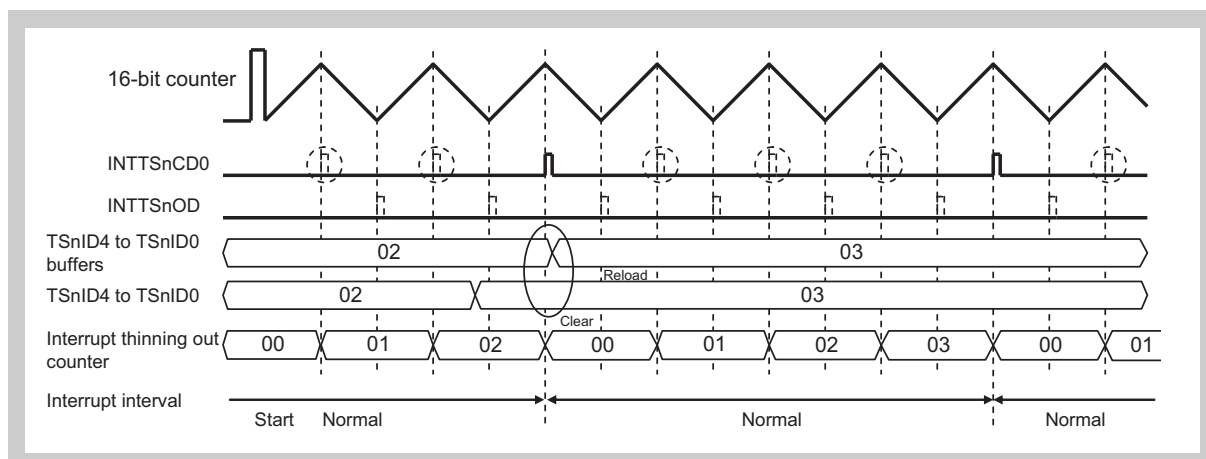 16-bit counter
INTTSnCD0
INTTSnOD
TSnID4 to TSnID0
buffers
02
03
Reload
TSnID4 to TSnID0
02
03
Clear
Interrupt thinning out
counter
00 01 02 00 01 02 03 00 01
Interrupt interval
Start Normal Normal Normal